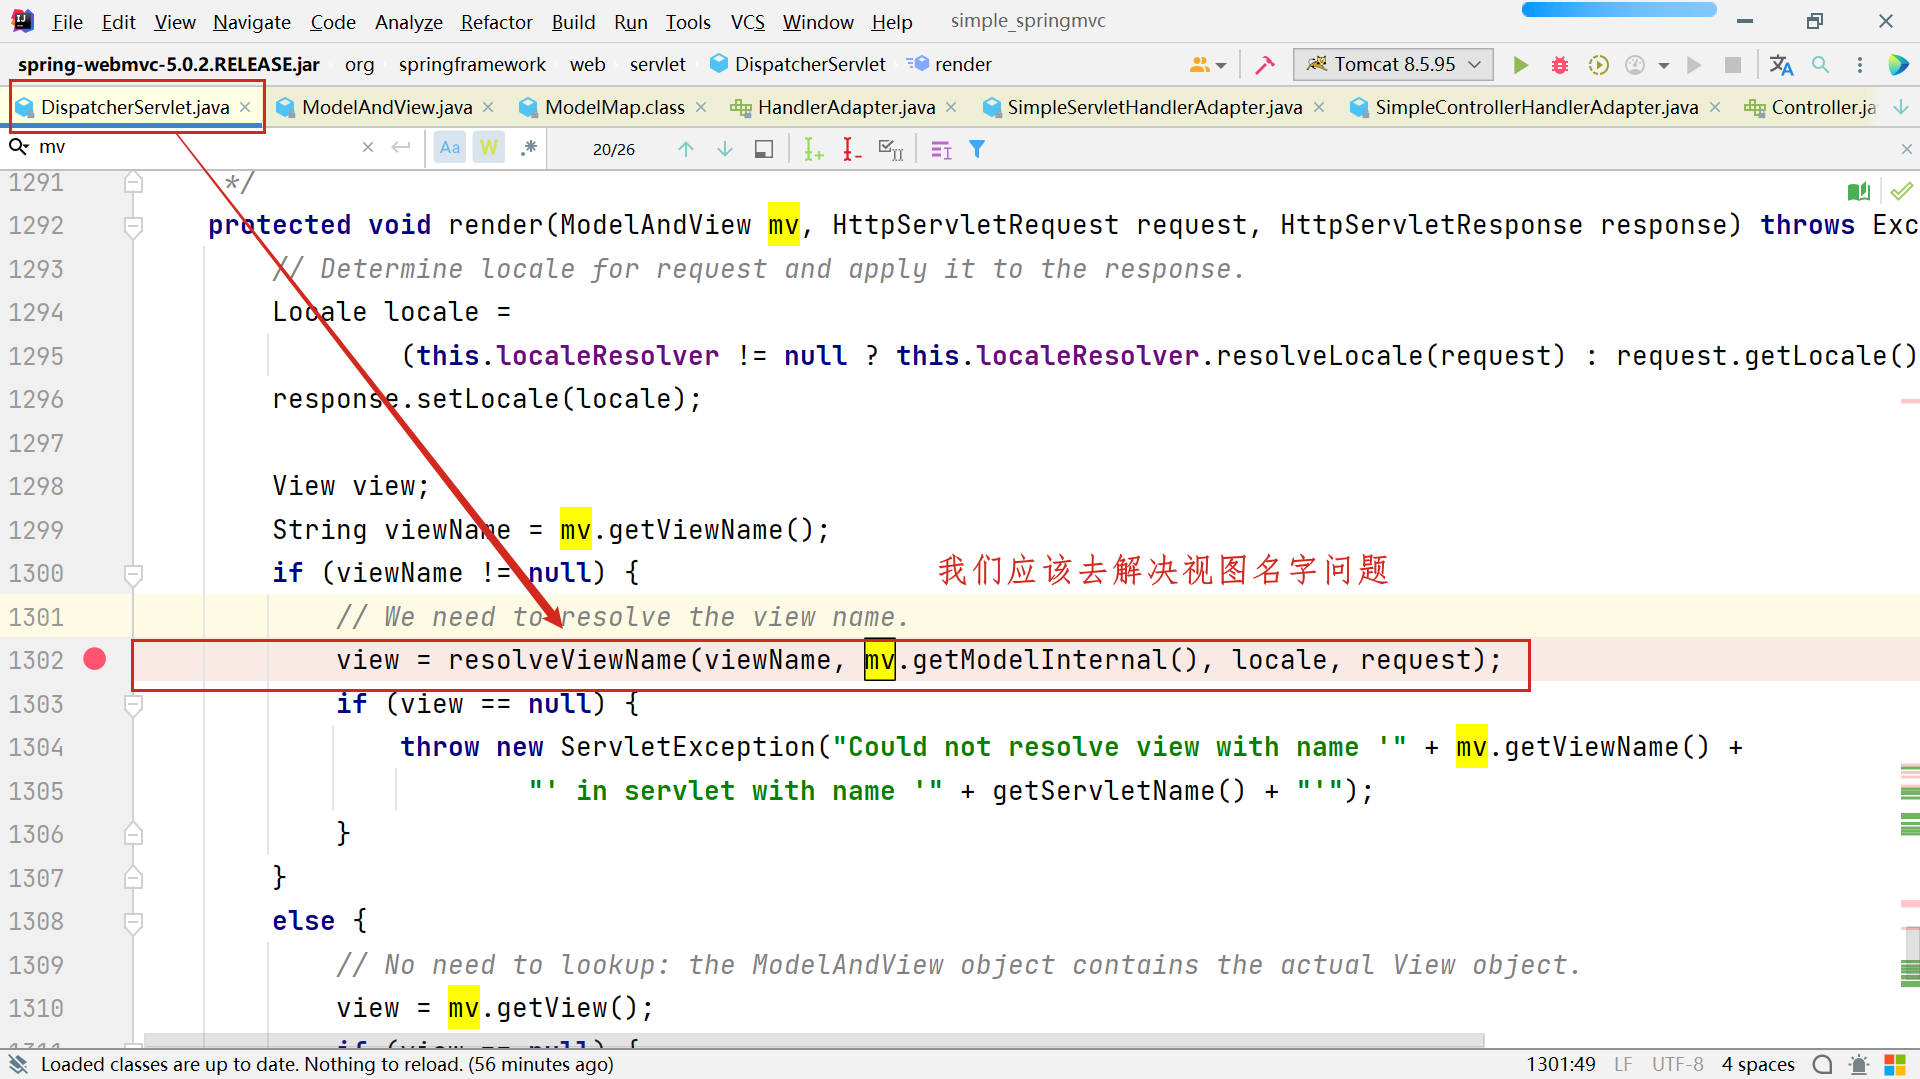 File Edit View Navigate Code Analyze Refactor Build Run Tools VCS Window Help simple_springmvc
spring-webmvc-5.0.2.RELEASE.jar org springframework web servlet DispatcherServlet render Tomcat 8.5.95
DispatcherServlet.java ModelAndView.java ModelMap.class HandlerAdapter.java SimpleServletHandlerAdapter.java SimpleControllerHandlerAdapter.java Controller.ja
mv Aa W .* 20/26
1291 */
1292 protected void render(ModelAndView mv, HttpServletRequest request, HttpServletResponse response) throws Exc
1293 // Determine locale for request and apply it to the response.
1294 Locale locale =
1295 (this.localeResolver != null ? this.localeResolver.resolveLocale(request) : request.getLocale()
1296 response.setLocale(locale);
1297
1298 View view;
1299 String viewName = mv.getViewName();
1300 if (viewName != null) {
我们应该去解决视图名字问题
1301 // We need to resolve the view name.
1302 view = resolveViewName(viewName, mv.getModelInternal(), locale, request);
1303 if (view == null) {
1304 throw new ServletException("Could not resolve view with name '" + mv.getViewName() +
1305 "' in servlet with name '" + getServletName() + "'");
1306 }
1307 }
1308 else {
1309 // No need to lookup: the ModelAndView object contains the actual View object.
1310 view = mv.getView();
1311 if (view == null) {
Loaded classes are up to date. Nothing to reload. (56 minutes ago) 1301:49 LF UTF-8 4 spaces